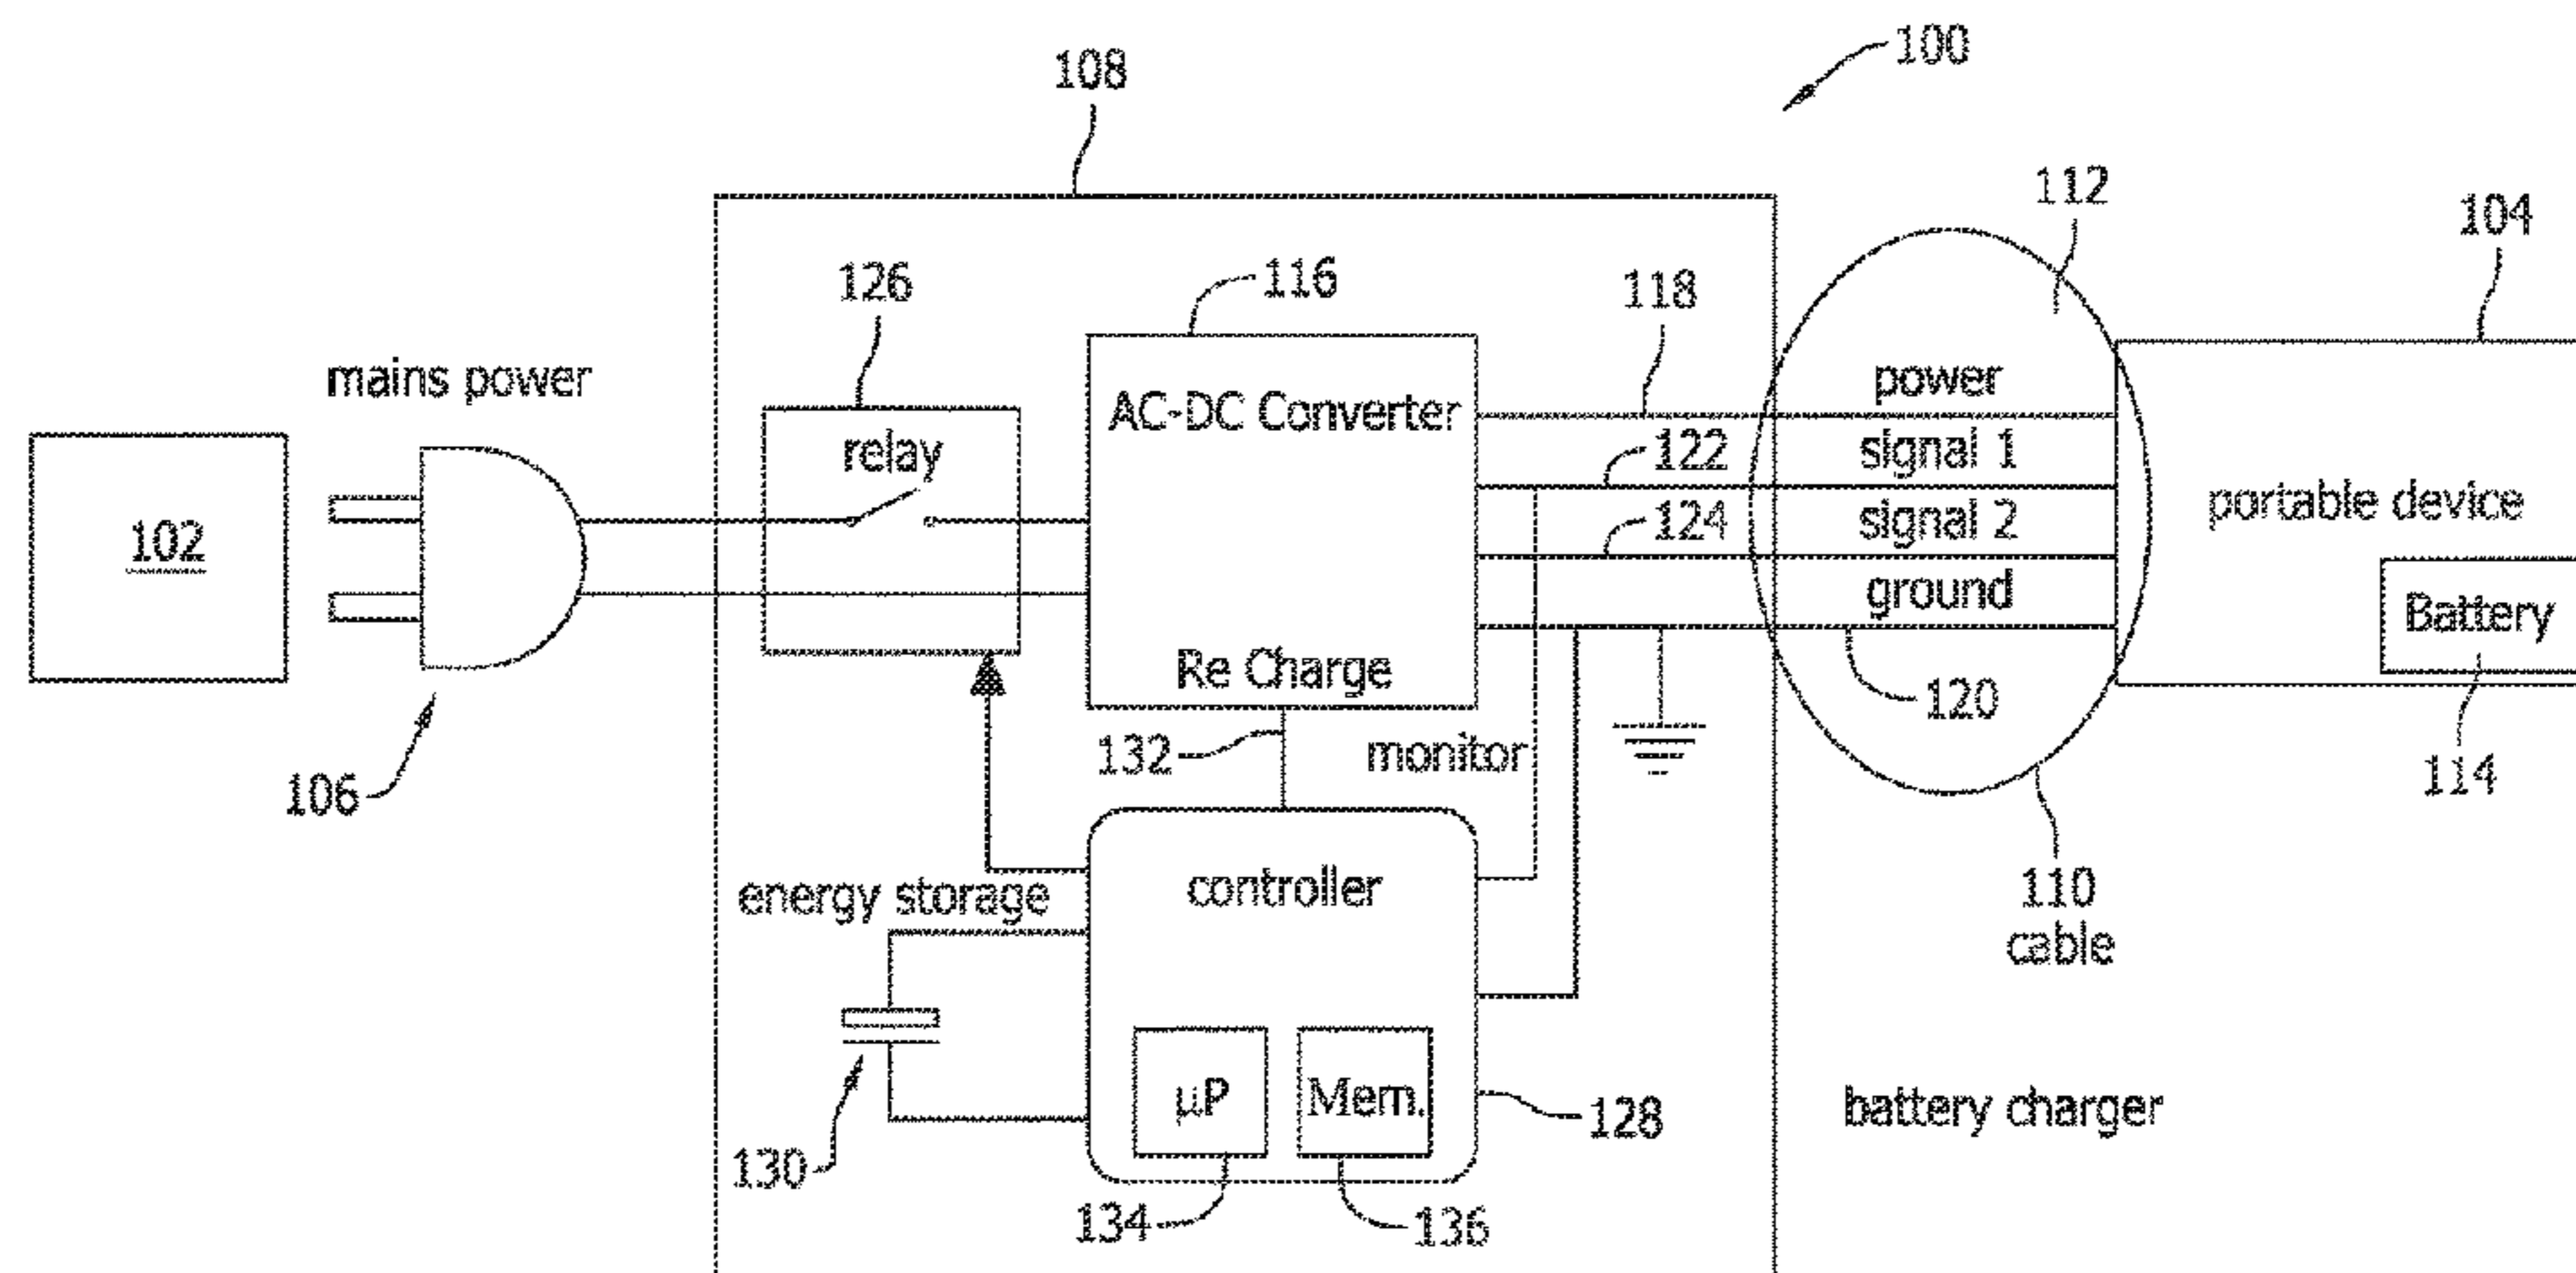 100
108
112
104
126
116
118
mains power
AC-DC Converter
power
relay
122
signal 1
102
124
signal 2
portable device
ground
Battery
Re Charge
120
106
132
monitor
114
energy storage
controller
110
cable
µP
Mem.
128
battery charger
130
134
136